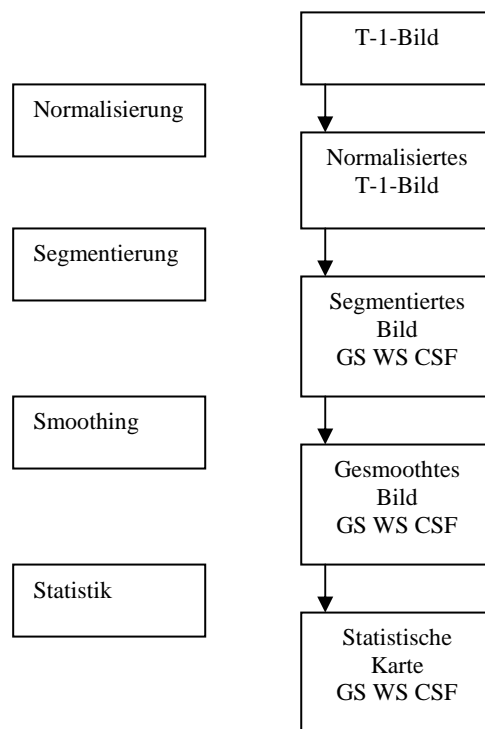 T-1-Bild
Normalisierung
Normalisiertes
T-1-Bild
Segmentierung
Segmentiertes
Bild
GS WS CSF
Smoothing
Gesmoothtes
Bild
GS WS CSF
Statistik
Statistische
Karte
GS WS CSF